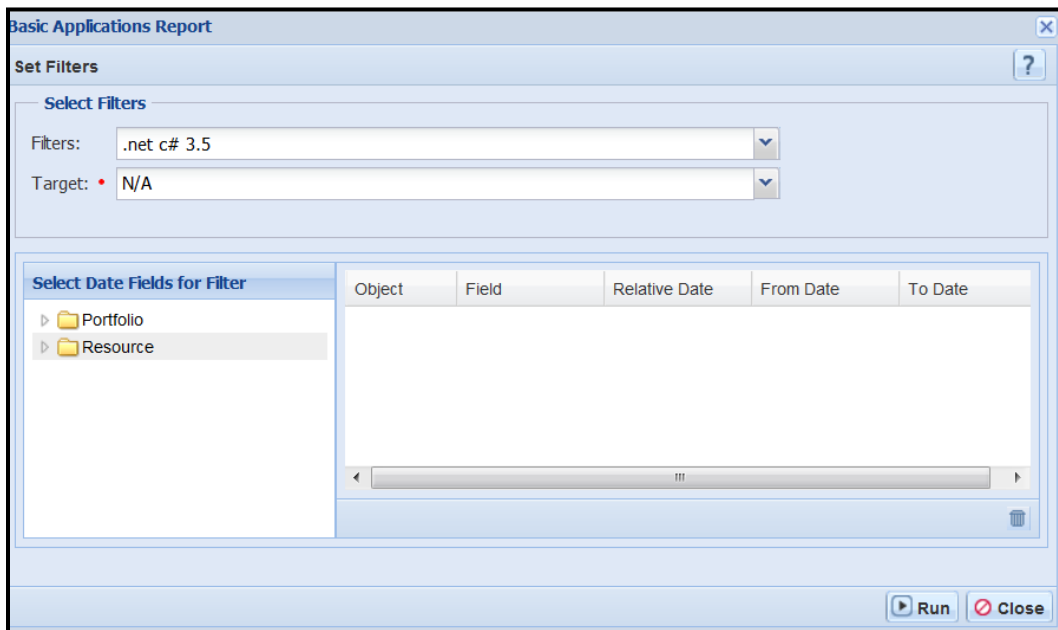 Basic Applications Report
Set Filters
?
Select Filters
Filters: .net c# 3.5
Target: • N/A
Select Date Fields for Filter
Object Field Relative Date From Date To Date
Portfolio
Resource
Run Close